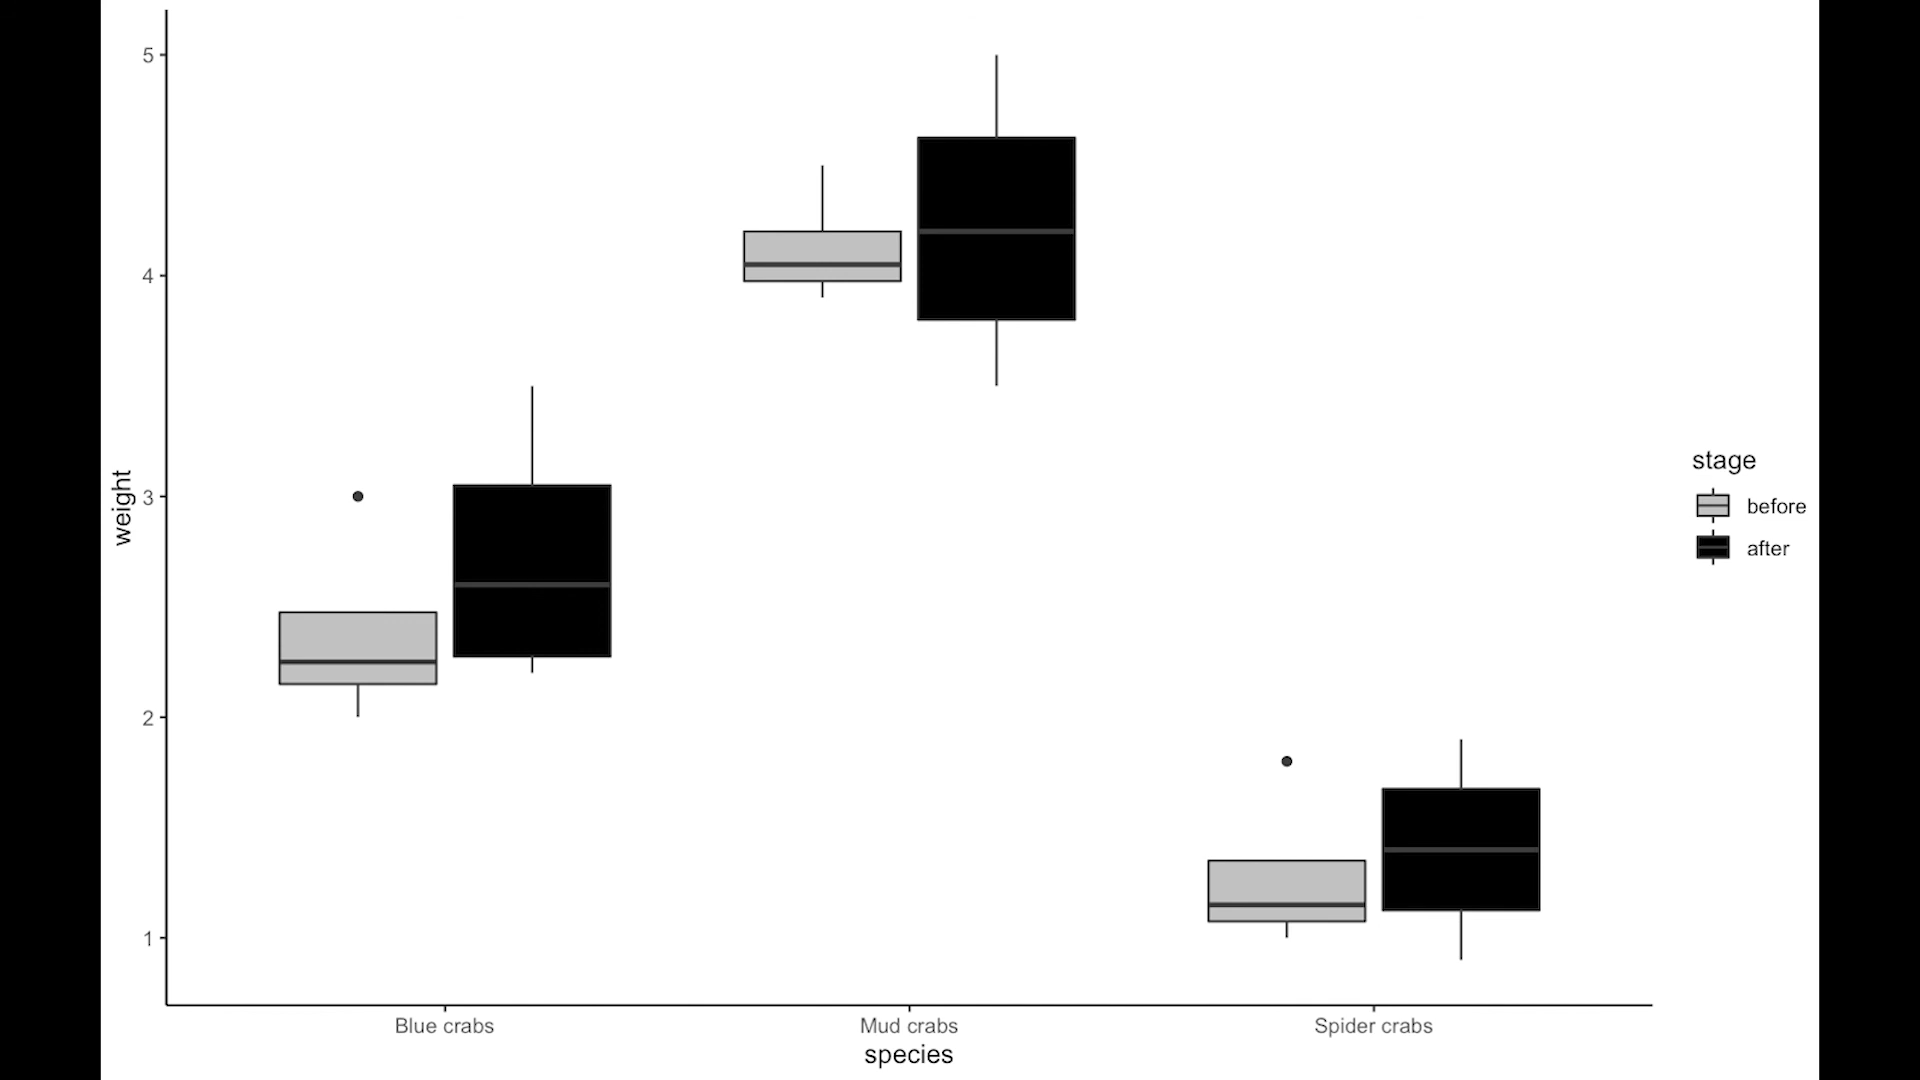 5
4
3
2
1
weight
Blue crabs
Mud crabs
Spider crabs
species
stage
before
after